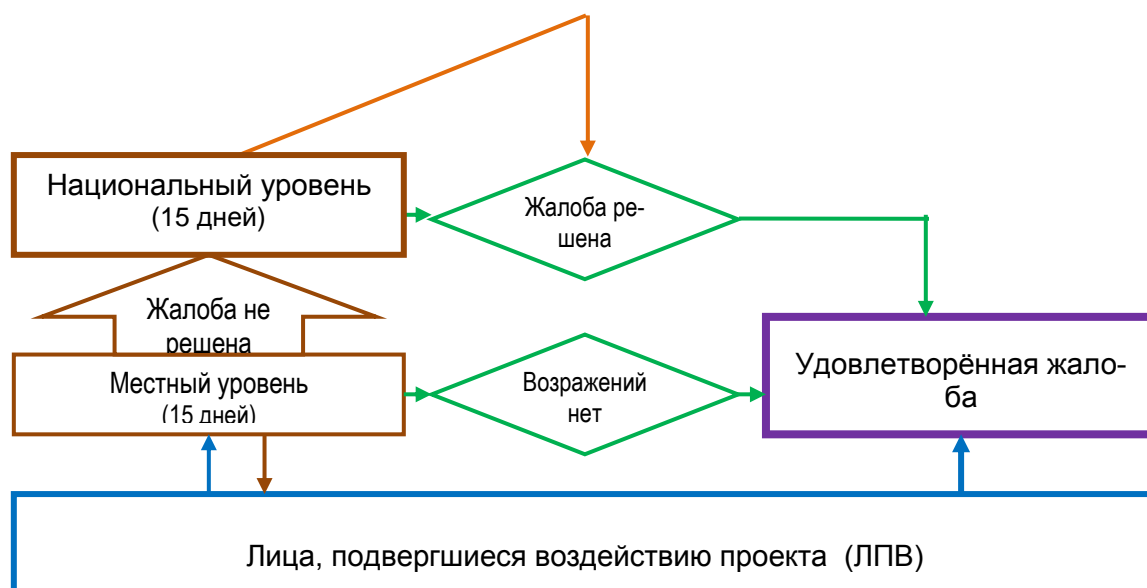 Национальный уровень
(15 дней)
Жалоба ре-
шена
Жалоба не
решена
Местный уровень
(15 дней)
Возражений
нет
Удовлетворённая жало-
ба
Лица, подвергшиеся воздействию проекта (ЛПВ)